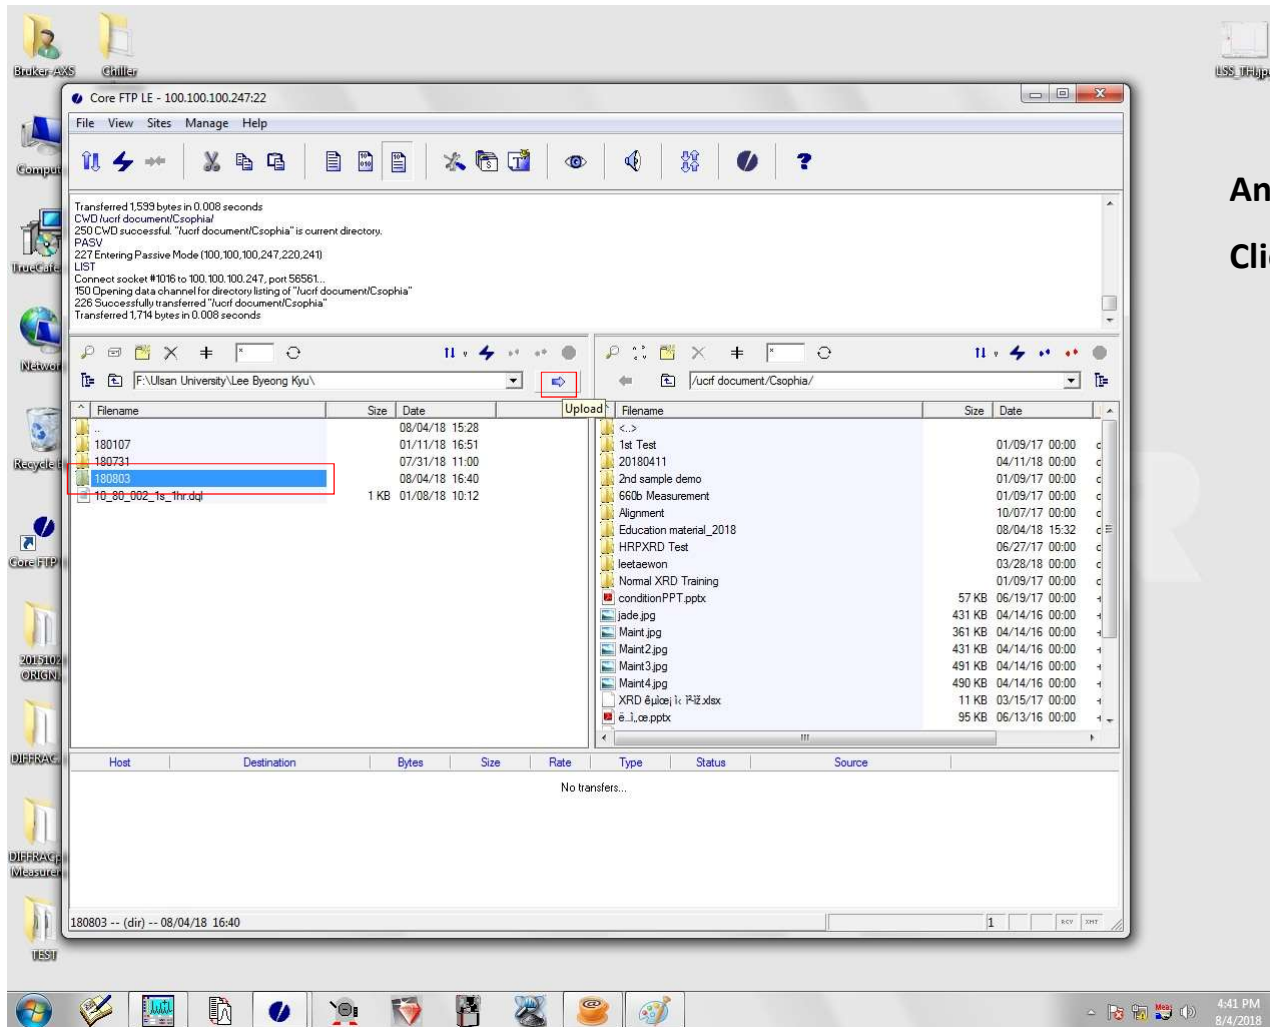 Bruker-AXS
Chiller
LSS_TH.jp
Core FTP LE - 100.100.100.247:22
File View Sites Manage Help
Comput
An
Clic
Transferred 1,599 bytes in 0.008 seconds
CWD /ucrf document/Csophia/
250 CWD successful. "/ucrf document/Csophia" is current directory.
PASV
227 Entering Passive Mode (100,100,100,247,220,241)
LIST
Connect socket #1016 to 100.100.100.247, port 56561...
150 Opening data channel for directory listing of "/ucrf document/Csophia"
226 Successfully transferred "/ucrf document/Csophia"
Transferred 1,714 bytes in 0.008 seconds
Networ
F:\Ulsan University\Lee Byeong Kyu\
/ucrf document/Csophia/
Upload
Filename Size Date
..  08/04/18 15:28
180107 01/11/18 16:51
180731 07/31/18 11:00
180803 08/04/18 16:40
10_80_002_1s_1hr.dql 1 KB 01/08/18 10:12
Filename Size Date
<..>
1st Test 01/09/17 00:00
20180411 04/11/18 00:00
2nd sample demo 01/09/17 00:00
660b Measurement 01/09/17 00:00
Alignment 10/07/17 00:00
Education material_2018 08/04/18 15:32
HRPXRD Test 06/27/17 00:00
leetaewon 03/28/18 00:00
Normal XRD Training 01/09/17 00:00
conditionPPT.pptx 57 KB 06/19/17 00:00
jade.jpg 431 KB 04/14/16 00:00
Maint.jpg 361 KB 04/14/16 00:00
Maint2.jpg 431 KB 04/14/16 00:00
Maint3.jpg 491 KB 04/14/16 00:00
Maint4.jpg 490 KB 04/14/16 00:00
XRD 11 KB 03/15/17 00:00
95 KB 06/13/16 00:00
Recycle B
Core FTP
2015102
ORIGN
DIFFRAC.
DIFFRACp
Measurem
TEST
Host Destination Bytes Size Rate Type Status Source
No transfers...
180803 -- (dir) -- 08/04/18 16:40
1
4:41 PM
8/4/2018